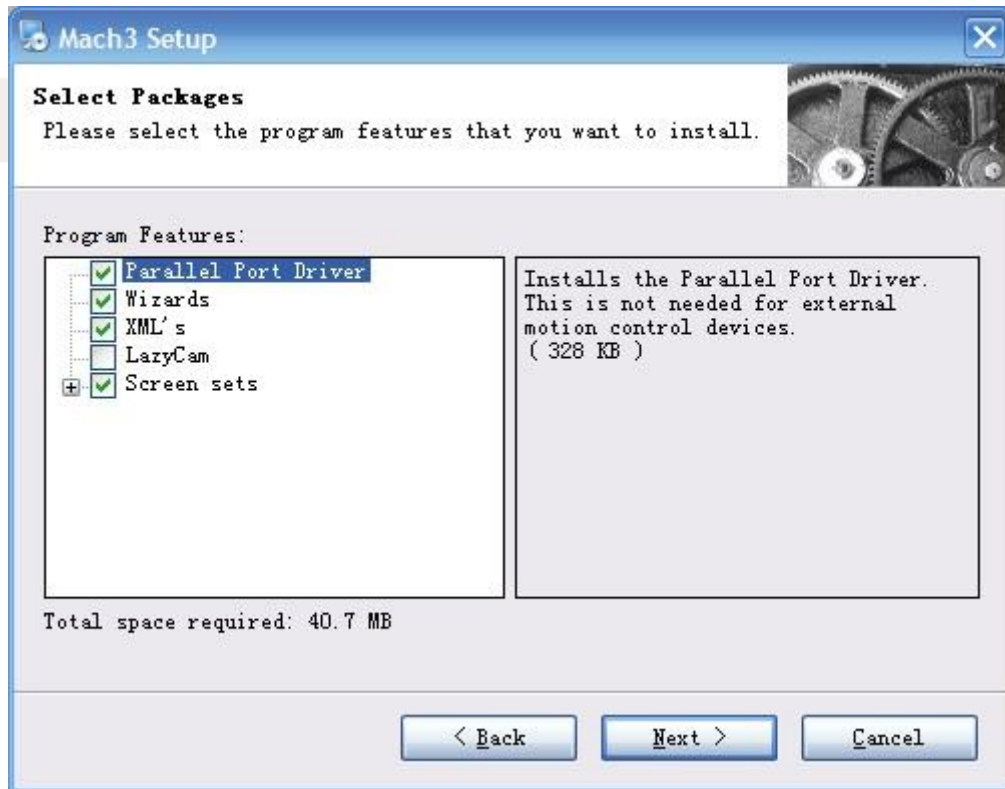 Mach3 Setup
Select Packages
Please select the program features that you want to install.
Program Features:
Parallel Port Driver
Wizards
XML's
LazyCam
Screen sets
Installs the Parallel Port Driver.
This is not needed for external
motion control devices.
( 328 KB )
Total space required: 40.7 MB
< Back
Next >
Cancel